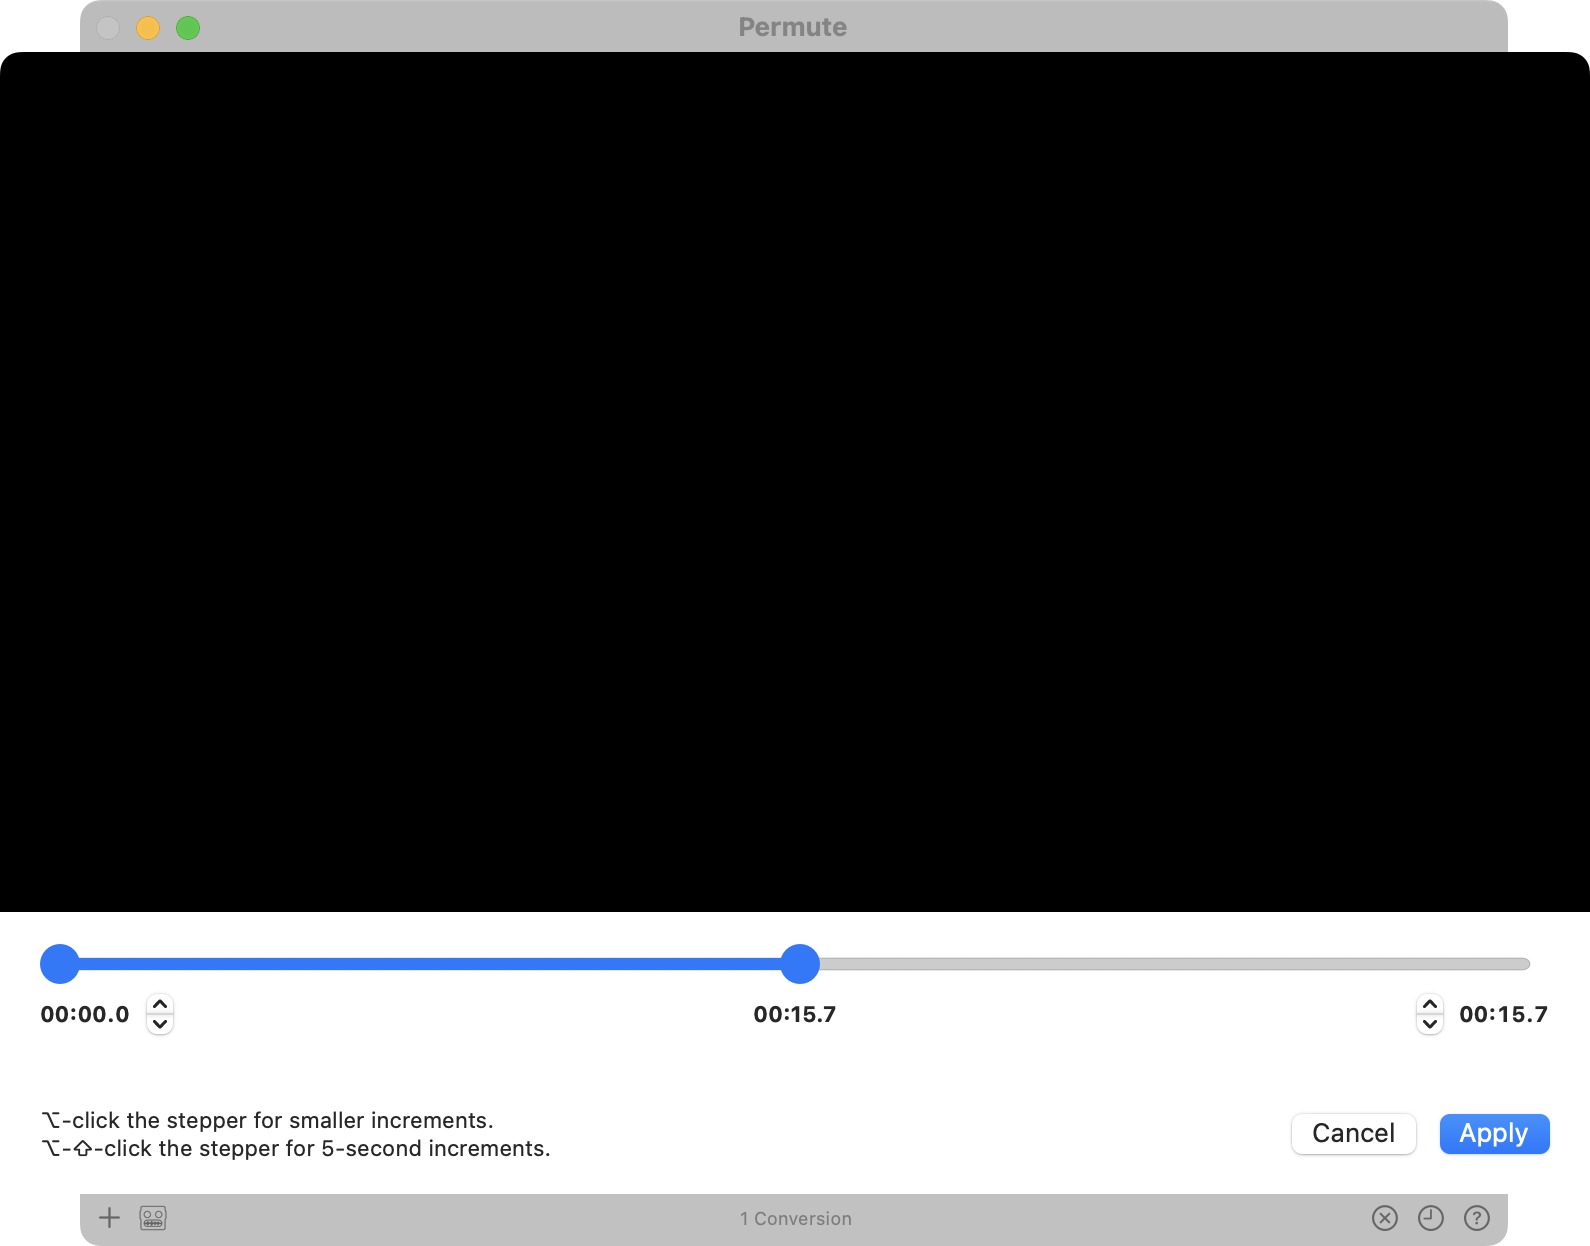 Permute
00:00.0
00:15.7
00:15.7
⌥-click the stepper for smaller increments.
⌥-⇧-click the stepper for 5-second increments.
Cancel
Apply
1 Conversion